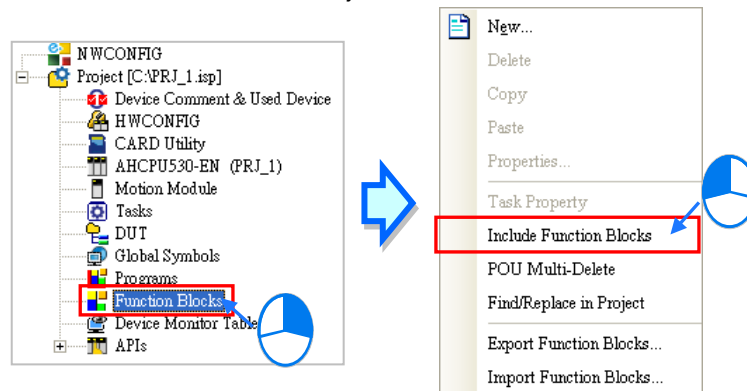 NWCONFIG
Project [C:\PRJ_1.isp]
Device Comment & Used Device
HWCONFIG
CARD Utility
AHCPU530-EN (PRJ_1)
Motion Module
Tasks
DUT
Global Symbols
Programs
Function Blocks
Device Monitor Table
APIs
New...
Delete
Copy
Paste
Properties...
Task Property
Include Function Blocks
POU Multi-Delete
Find/Replace in Project
Export Function Blocks...
Import Function Blocks...